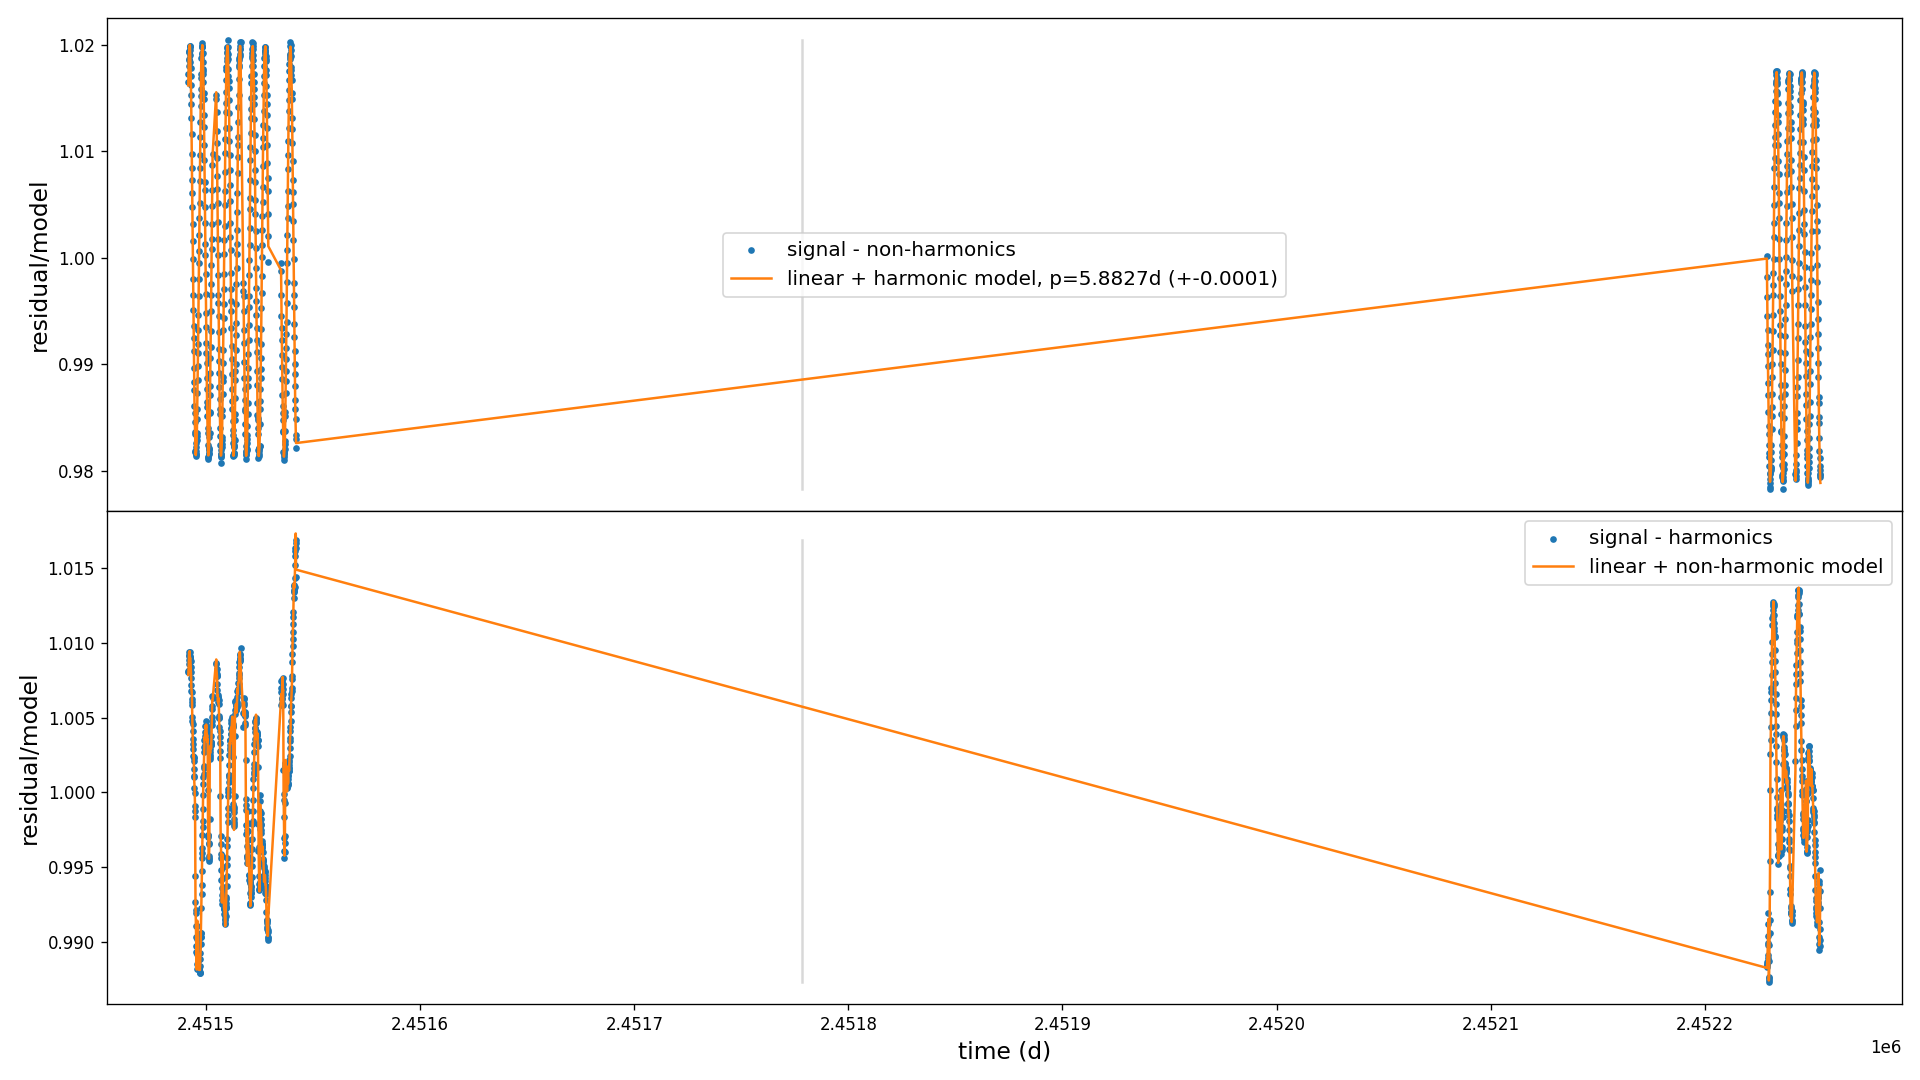 1.02
1.01
1.00
0.99
0.98
residual/model
signal - non-harmonics
linear + harmonic model, p=5.8827d (+-0.0001)
1.015
1.010
1.005
1.000
0.995
0.990
residual/model
signal - harmonics
linear + non-harmonic model
2.4515 2.4516 2.4517 2.4518 2.4519 2.4520 2.4521 2.4522
1e6
time (d)